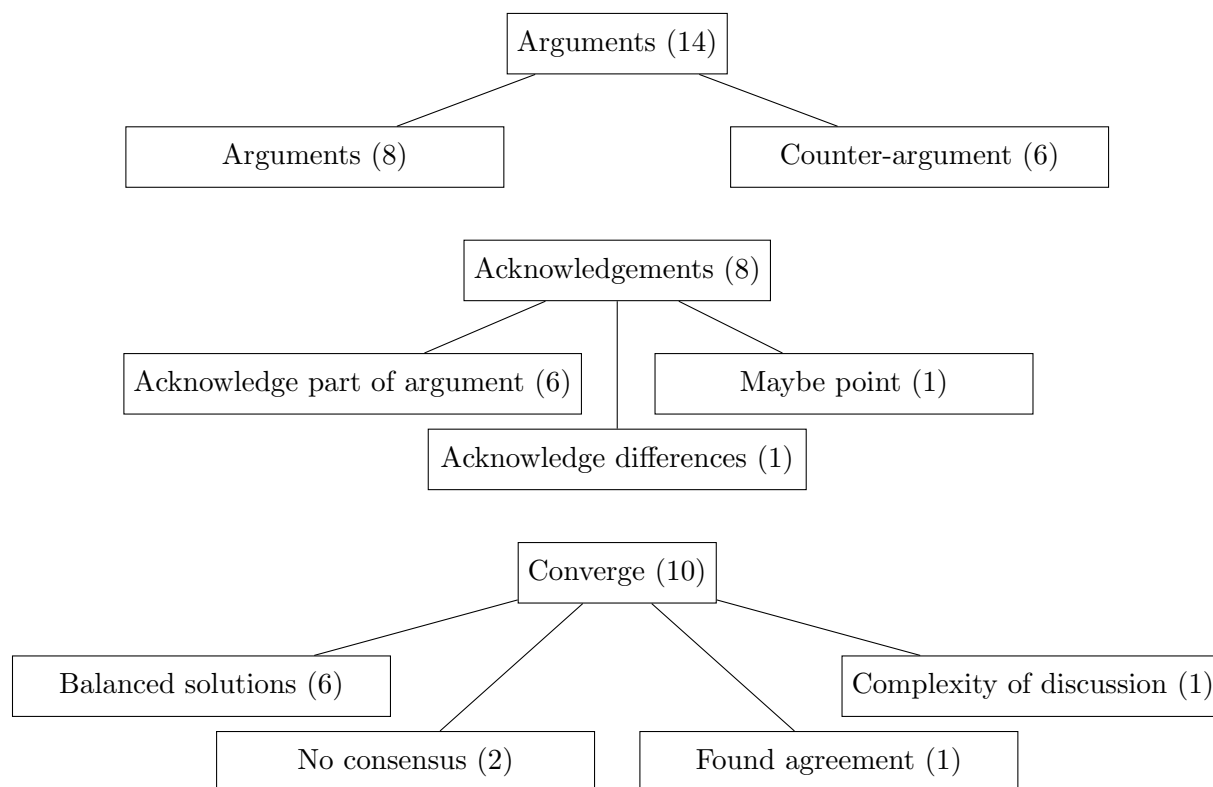 Arguments (14)
Arguments (8)
Counter-argument (6)
Acknowledgements (8)
Acknowledge part of argument (6)
Maybe point (1)
Acknowledge differences (1)
Converge (10)
Balanced solutions (6)
Complexity of discussion (1)
No consensus (2)
Found agreement (1)